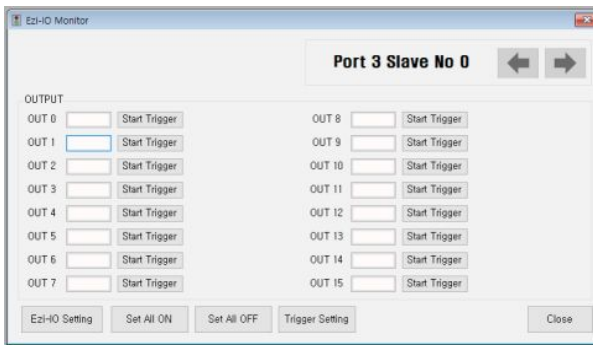 Ezi-IO Monitor
Port 3 Slave No 0
OUTPUT
OUT 0 Start Trigger OUT 8 Start Trigger
OUT 1 Start Trigger OUT 9 Start Trigger
OUT 2 Start Trigger OUT 10 Start Trigger
OUT 3 Start Trigger OUT 11 Start Trigger
OUT 4 Start Trigger OUT 12 Start Trigger
OUT 5 Start Trigger OUT 13 Start Trigger
OUT 6 Start Trigger OUT 14 Start Trigger
OUT 7 Start Trigger OUT 15 Start Trigger
Ezi-IO Setting Set All ON Set All OFF Trigger Setting Close